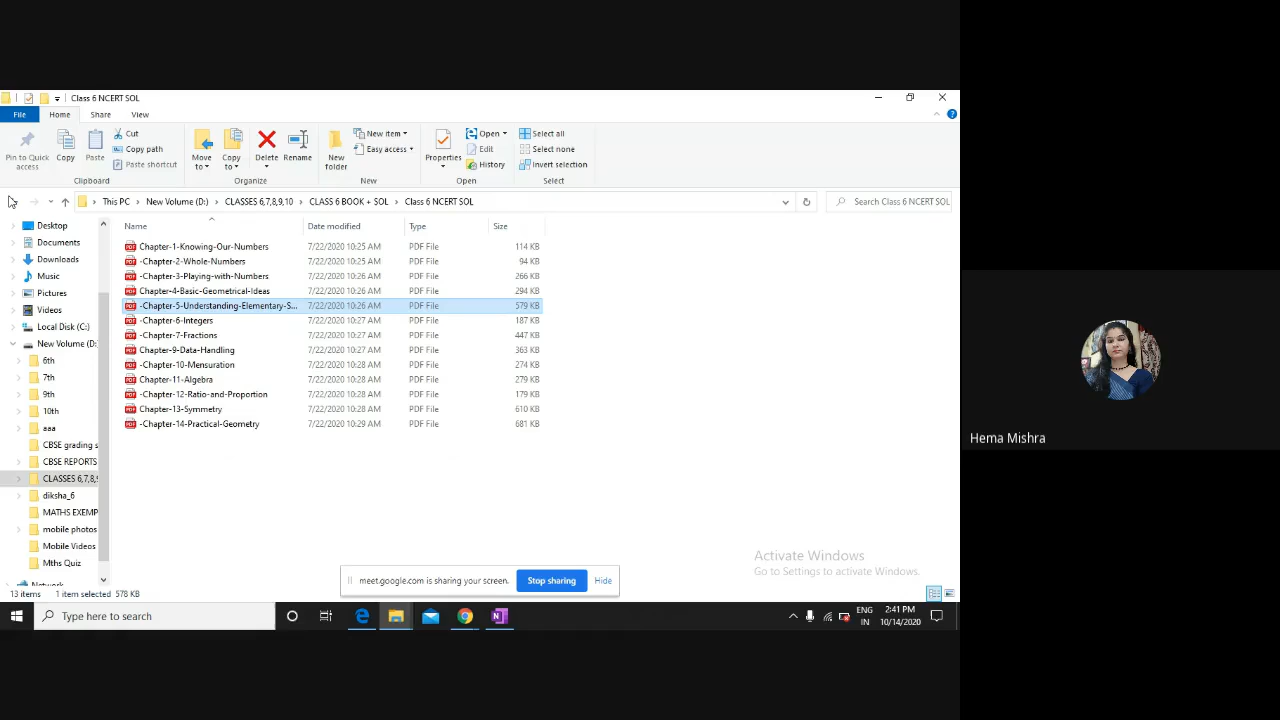 Class 6 NCERT SOL
File Home Share View
Pin to Quick access
Copy
Paste
Cut
Copy path
Paste shortcut
Clipboard
Move to
Copy to
Delete
Rename
Organize
New folder
New item
Easy access
New
Properties
Open
Edit
History
Open
Select all
Select none
Invert selection
Select
This PC New Volume (D:) CLASSES 6,7,8,9,10 CLASS 6 BOOK + SOL Class 6 NCERT SOL
Search Class 6 NCERT SOL
Desktop
Documents
Downloads
Music
Pictures
Videos
Local Disk (C:)
New Volume (D:
6th
7th
9th
10th
aaa
CBSE grading s
CBSE REPORTS
CLASSES 6,7,8,9
diksha_6
MATHS EXEMP
mobile photos
Mobile Videos
Mths Quiz
Network
Name Date modified Type Size
Chapter-1-Knowing-Our-Numbers 7/22/2020 10:25 AM PDF File 114 KB
-Chapter-2-Whole-Numbers 7/22/2020 10:25 AM PDF File 94 KB
-Chapter-3-Playing-with-Numbers 7/22/2020 10:26 AM PDF File 266 KB
Chapter-4-Basic-Geometrical-Ideas 7/22/2020 10:26 AM PDF File 294 KB
-Chapter-5-Understanding-Elementary-S... 7/22/2020 10:26 AM PDF File 579 KB
-Chapter-6-Integers 7/22/2020 10:27 AM PDF File 187 KB
-Chapter-7-Fractions 7/22/2020 10:27 AM PDF File 447 KB
Chapter-9-Data-Handling 7/22/2020 10:27 AM PDF File 363 KB
-Chapter-10-Mensuration 7/22/2020 10:28 AM PDF File 274 KB
Chapter-11-Algebra 7/22/2020 10:28 AM PDF File 279 KB
-Chapter-12-Ratio-and-Proportion 7/22/2020 10:28 AM PDF File 179 KB
Chapter-13-Symmetry 7/22/2020 10:28 AM PDF File 610 KB
-Chapter-14-Practical-Geometry 7/22/2020 10:29 AM PDF File 681 KB
Hema Mishra
Activate Windows
Go to Settings to activate Windows.
meet.google.com is sharing your screen. Stop sharing Hide
13 items 1 item selected 578 KB
Type here to search
ENG
IN
2:41 PM
10/14/2020